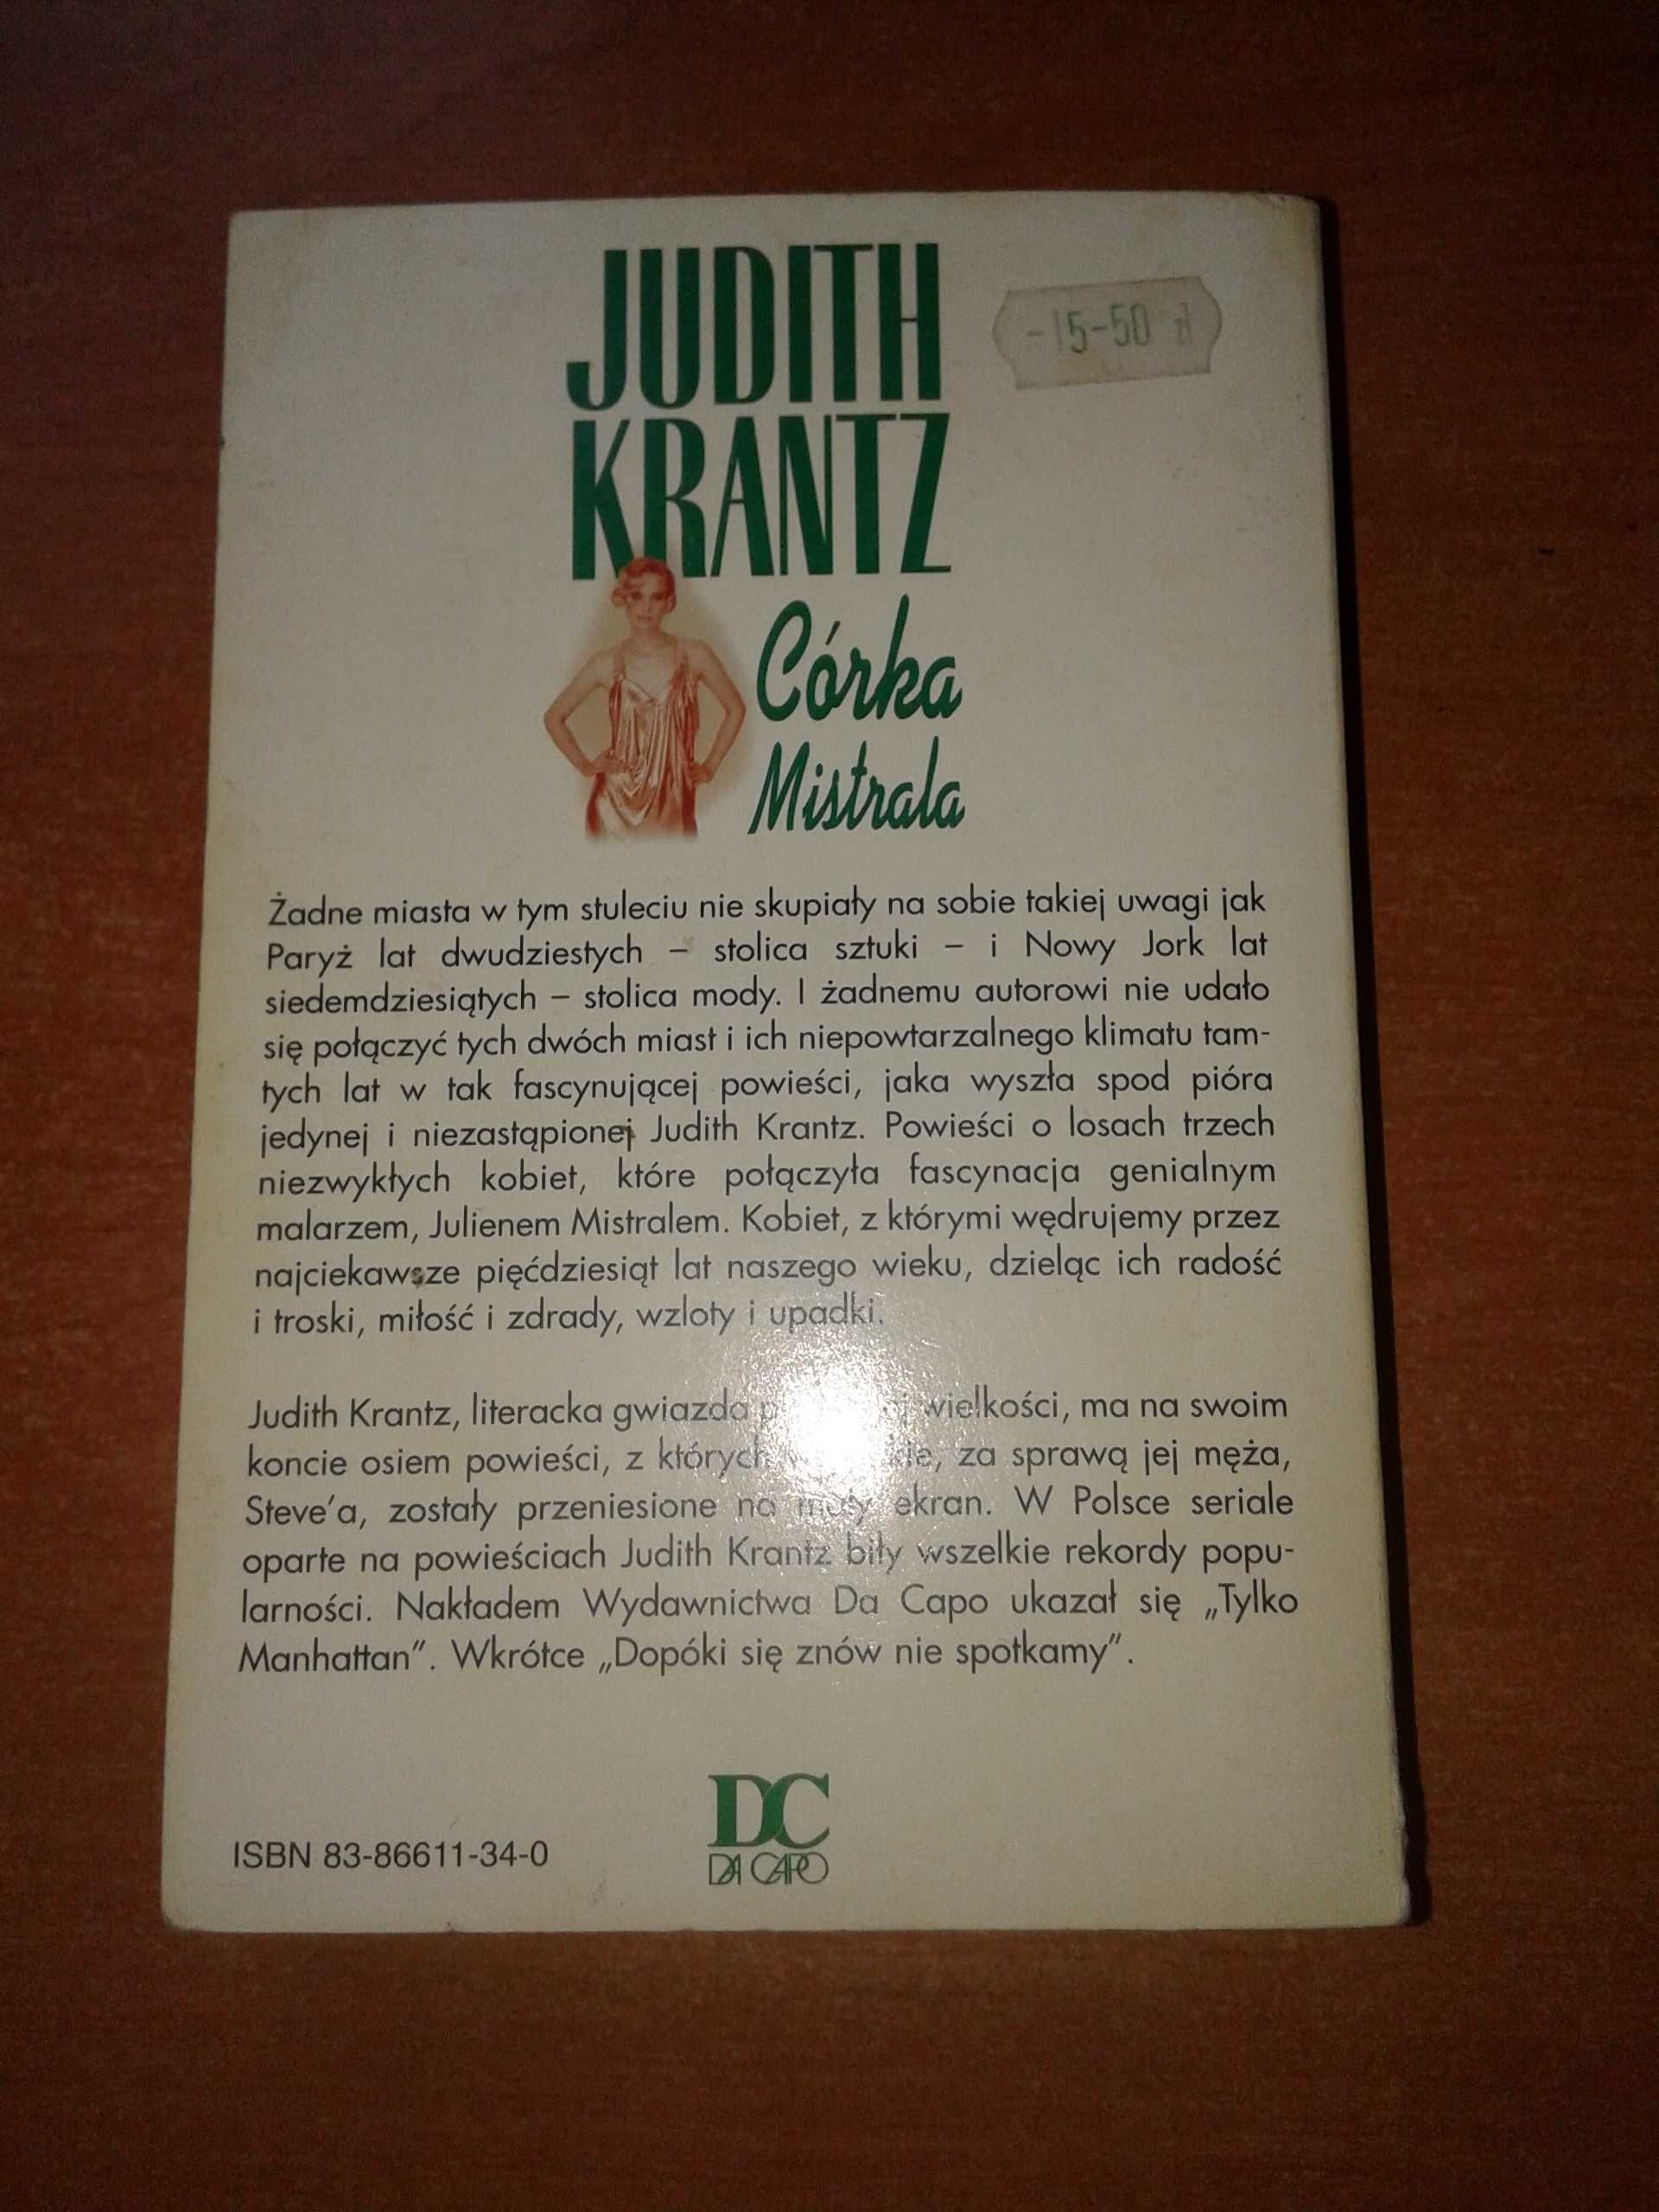 JUDITH
KRANTZ
-15-50 zł
Córka
Mistrala
Żadne miasta w tym stuleciu nie skupiały na sobie takiej uwagi jak
Paryż lat dwudziestych – stolica sztuki – i Nowy Jork lat
siedemdziesiątych – stolica mody. I żadnemu autorowi nie udało
się połączyć tych dwóch miast i ich niepowtarzalnego klimatu tam-
tych lat w tak fascynującej powieści, jaka wyszła spod pióra
jedynej i niezastąpionej Judith Krantz. Powieści o losach trzech
niezwykłych kobiet, które połączyła fascynacja genialnym
malarzem, Julienem Mistralem. Kobiet, z którymi wędrujemy przez
najciekawsze pięćdziesiąt lat naszego wieku, dzieląc ich radość
i troski, miłość i zdrady, wzloty i upadki.
Judith Krantz, literacka gwiazda wielkości, ma na swoim
koncie osiem powieści, z których za sprawą jej męża,
Steve'a, zostały przeniesione na mały ekran. W Polsce seriale
oparte na powieściach Judith Krantz biły wszelkie rekordy popu-
larności. Nakładem Wydawnictwa Da Capo ukazał się „Tylko
Manhattan". Wkrótce „Dopóki się znów nie spotkamy".
DC
DA CAPO
ISBN 83-86611-34-0